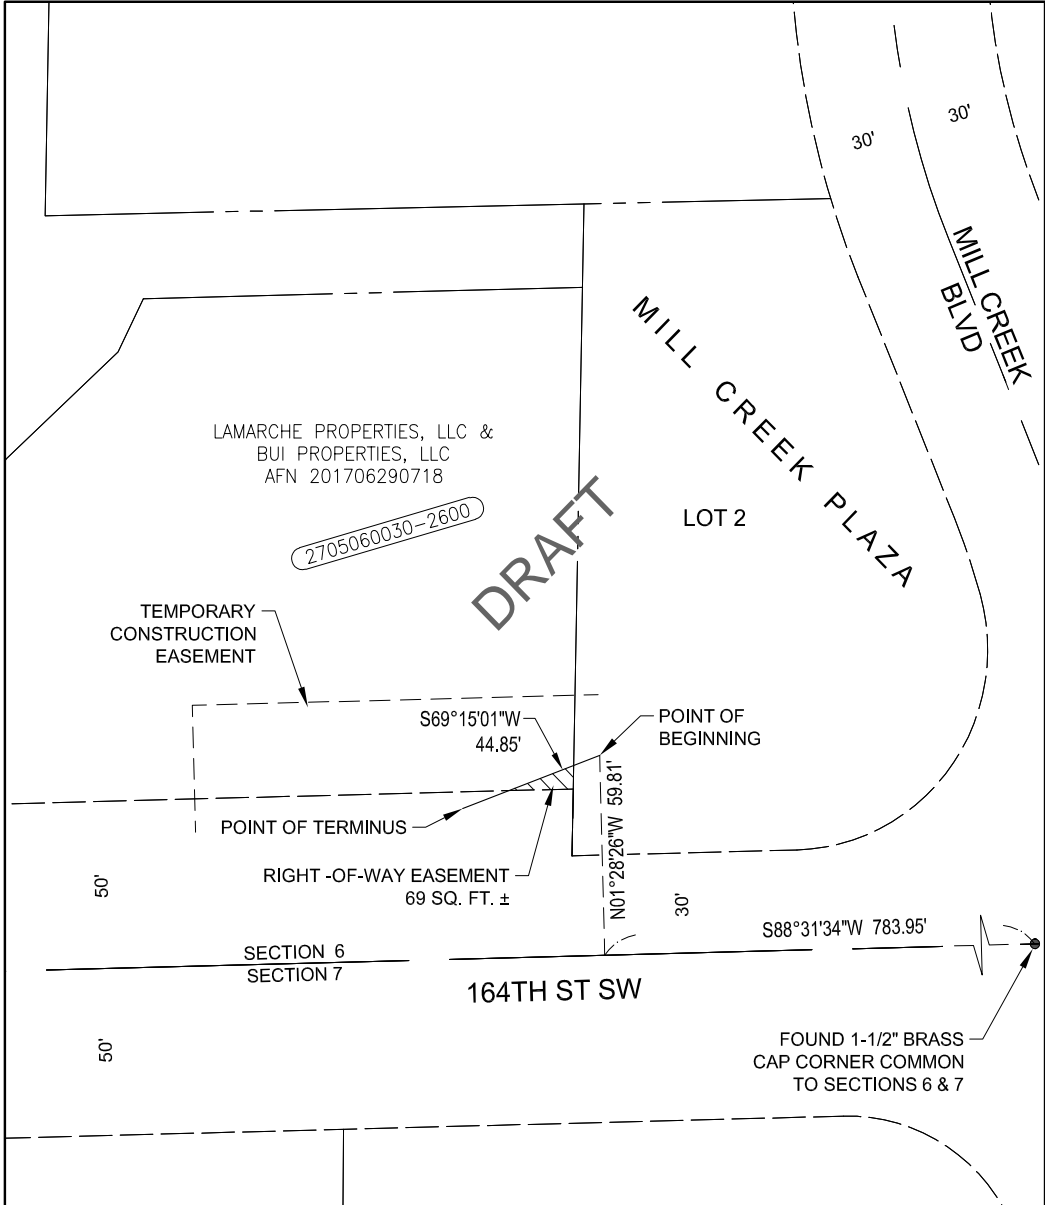 30'
30'
MILL CREEK
BLVD
MILL CREEK PLAZA
LAMARCHE PROPERTIES, LLC &
BUI PROPERTIES, LLC
AFN 201706290718
2705060030-2600
DRAFT
LOT 2
TEMPORARY
CONSTRUCTION
EASEMENT
S69°15'01"W
44.85'
POINT OF
BEGINNING
N01°28'26"W 59.81'
POINT OF TERMINUS
RIGHT -OF-WAY EASEMENT
69 SQ. FT. ±
50'
30'
S88°31'34"W 783.95'
SECTION 6
SECTION 7
164TH ST SW
50'
FOUND 1-1/2" BRASS
CAP CORNER COMMON
TO SECTIONS 6 & 7